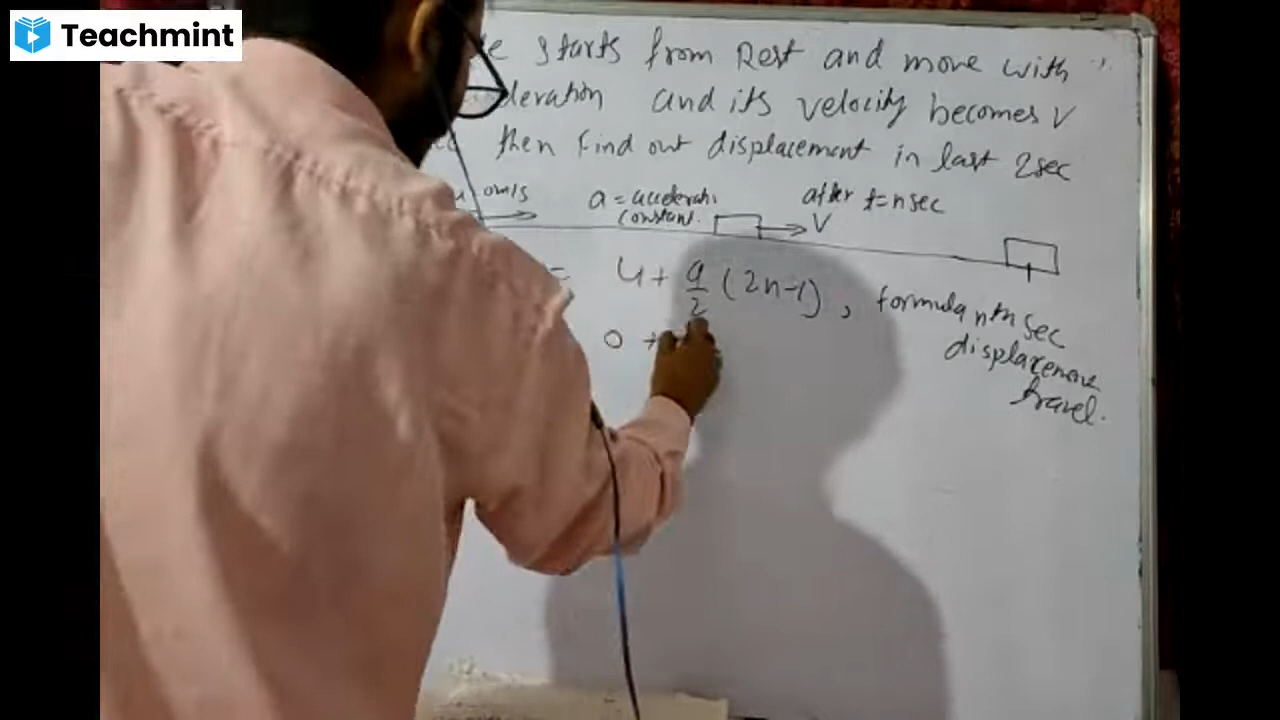 Teachmint
starts from Rest and move with
and its velocity becomes V
then find out displacement in last 2sec
u 0m/s a = accelerati after t=n sec
constant. V
= u + a/2 (2n-1), formula nth sec
displacement
travel.
0 +